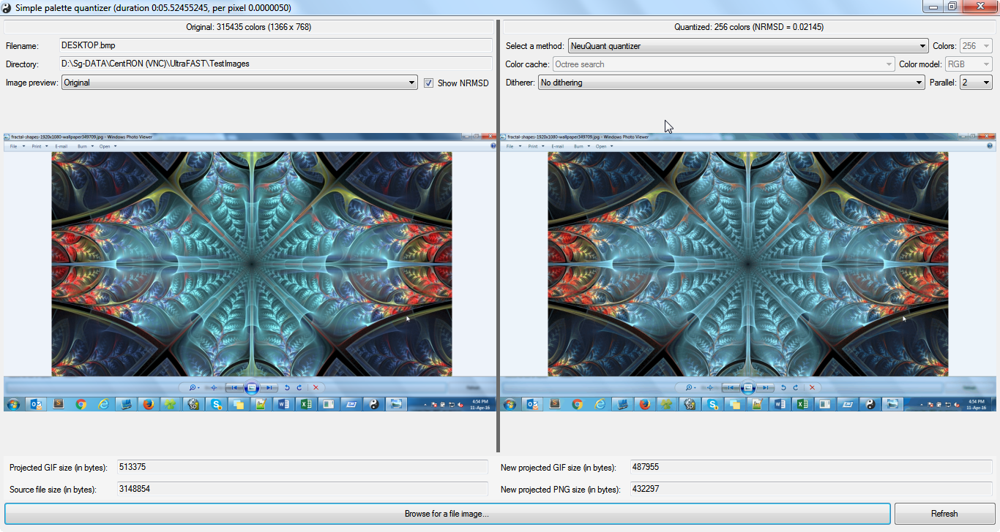 Simple palette quantizer (duration 0:05.52455245, per pixel 0.0000050)
Original: 315435 colors (1366 x 768)
Filename: DESKTOP.bmp
Directory: D:\Sg-DATA\CentRON (VNC)\UltraFAST\TestImages
Image preview: Original Show NRMSD
Quantized: 256 colors (NRMSD = 0.02145)
Select a method: NeuQuant quantizer Colors: 256
Color cache: Octree search Color model: RGB
Ditherer: No dithering Parallel: 2
fractal-shapes-1920x1080-wallpaper349709.jpg - Windows Photo Viewer
File Print E-mail Burn Open
4:54 PM
11-Apr-16
fractal-shapes-1920x1080-wallpaper349709.jpg - Windows Photo Viewer
File Print E-mail Burn Open
4:54 PM
11-Apr-16
Projected GIF size (in bytes): 513375
Source file size (in bytes): 3148854
New projected GIF size (in bytes): 487955
New projected PNG size (in bytes): 432297
Browse for a file image...
Refresh